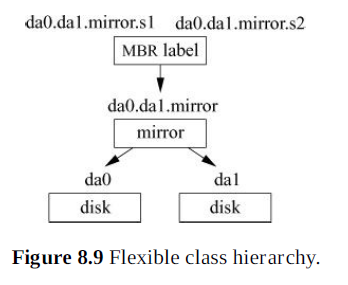 da0.da1.mirror.s1 da0.da1.mirror.s2
MBR label
da0.da1.mirror
mirror
da0 da1
disk disk
Figure 8.9 Flexible class hierarchy.